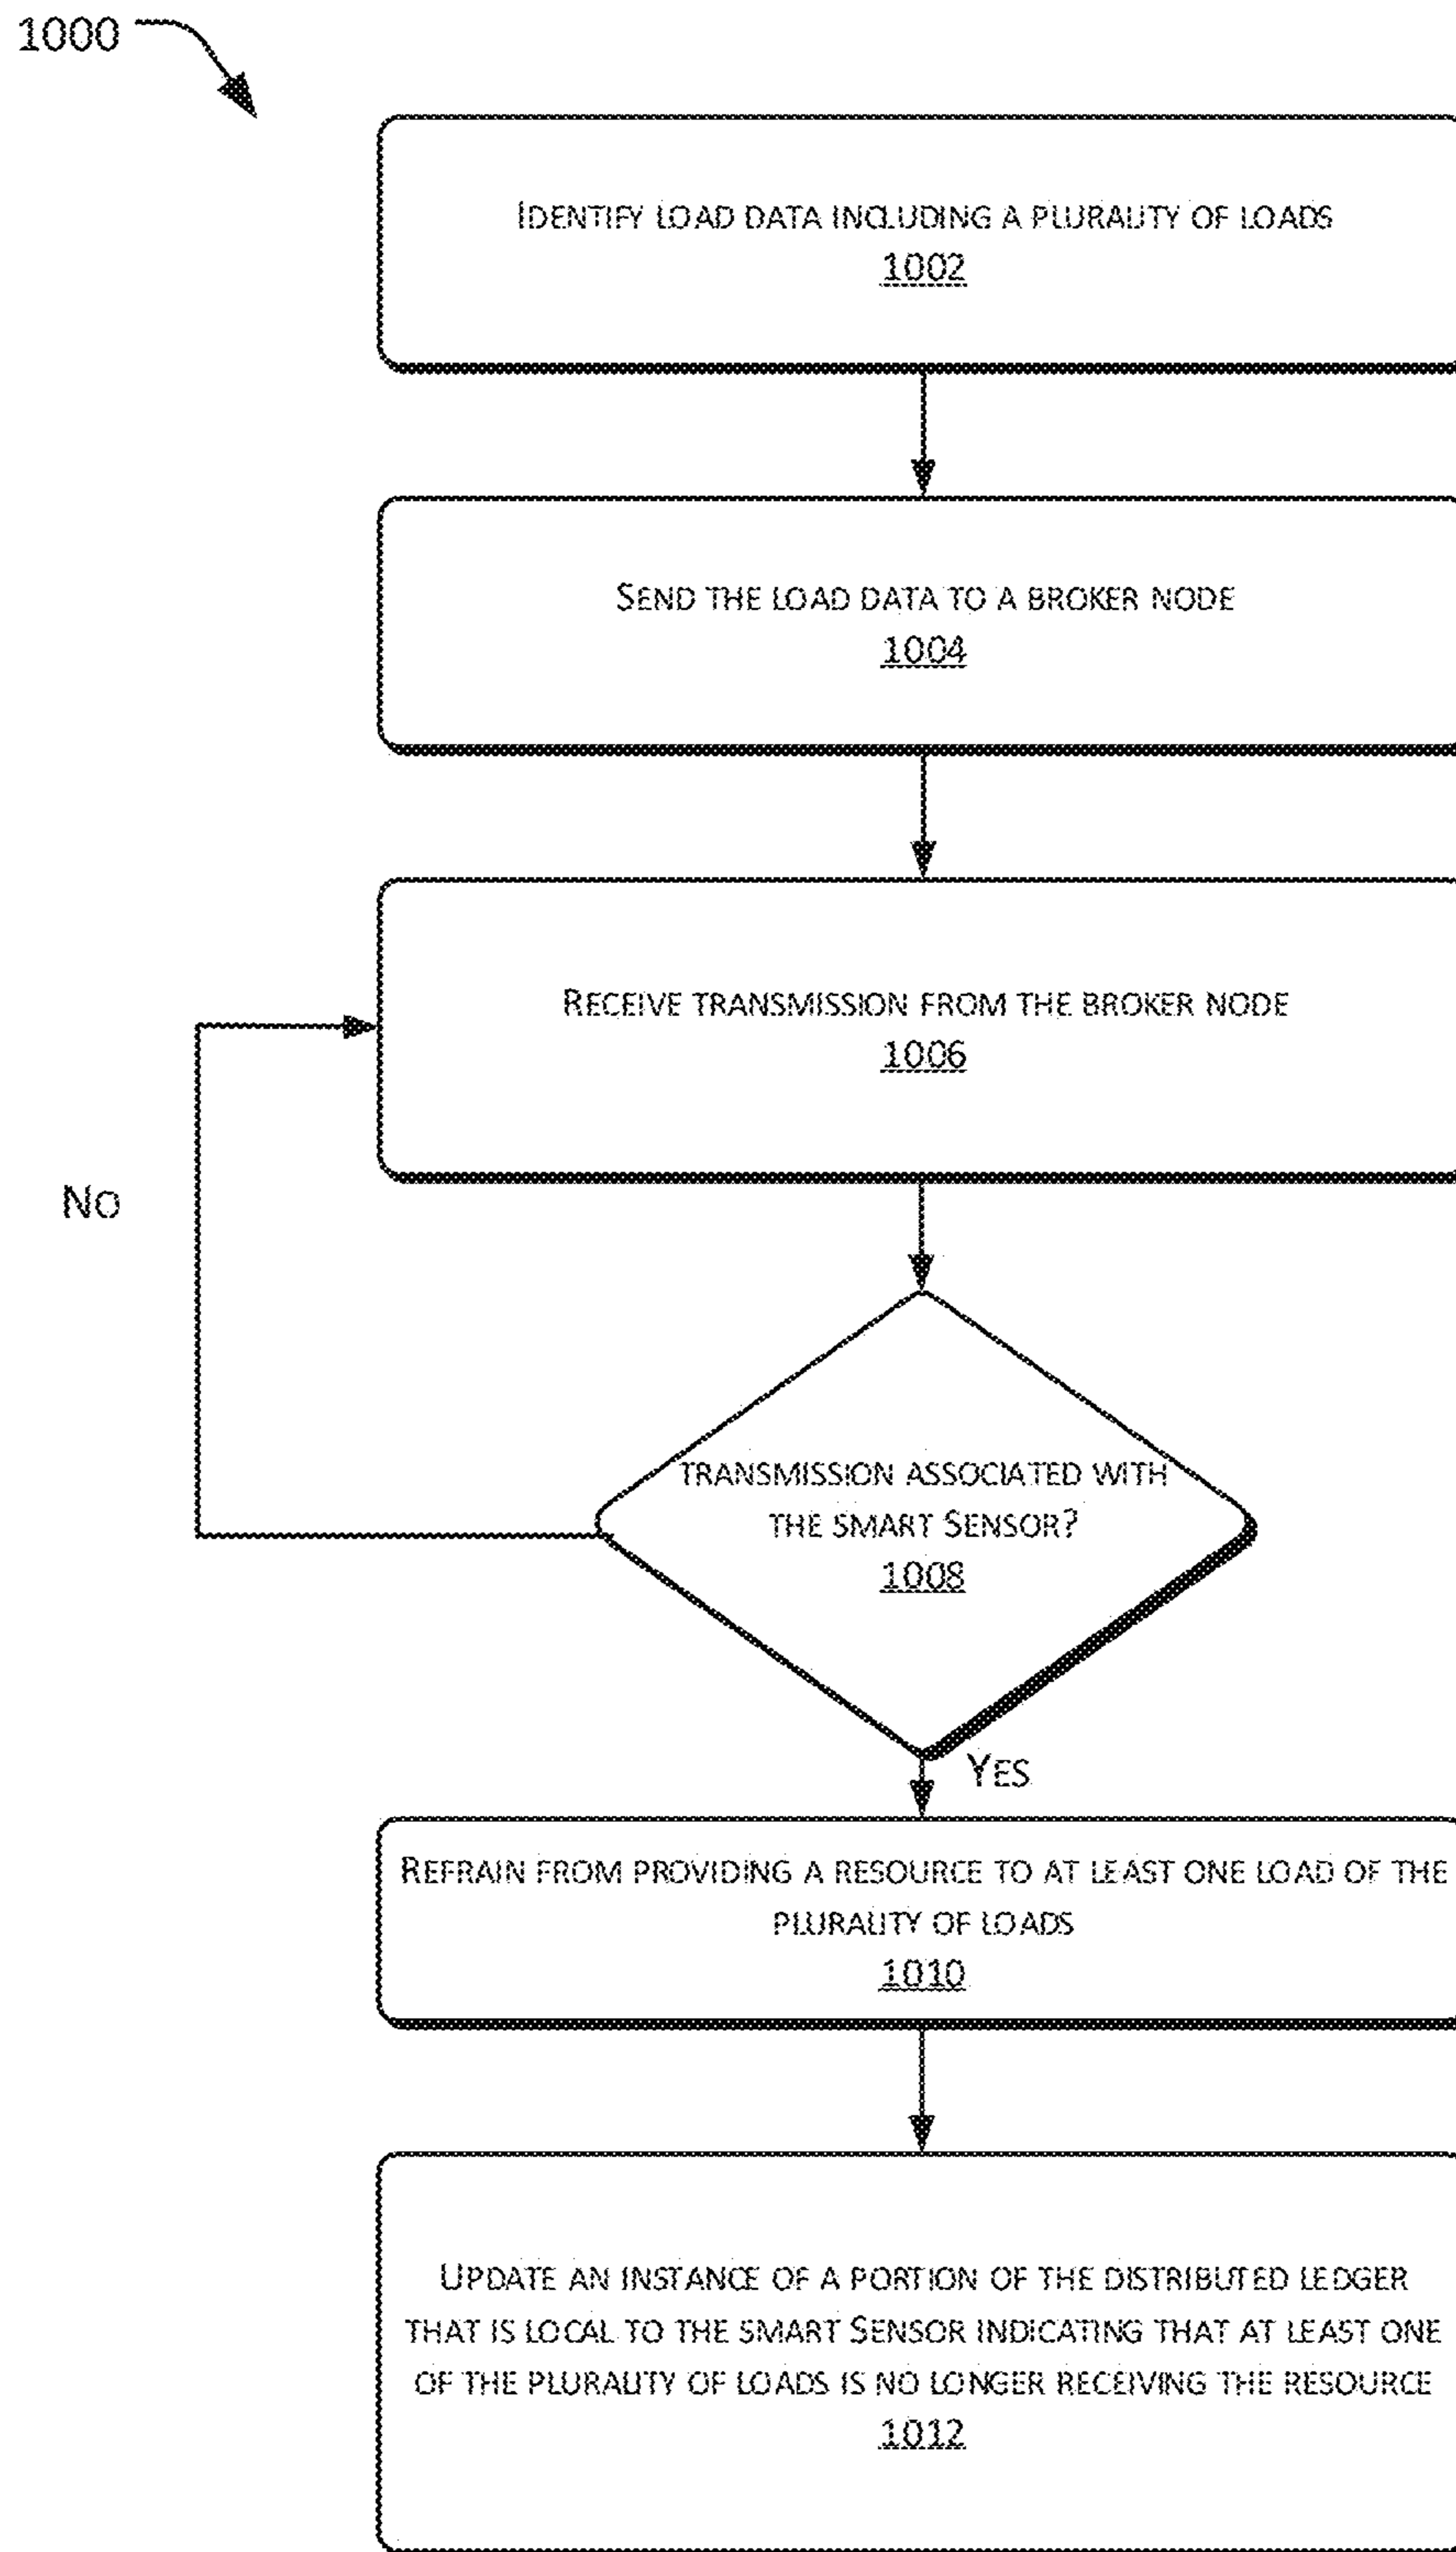 1000
IDENTIFY LOAD DATA INCLUDING A PLURALITY OF LOADS
1002
SEND THE LOAD DATA TO A BROKER NODE
1004
RECEIVE TRANSMISSION FROM THE BROKER NODE
1006
NO
TRANSMISSION ASSOCIATED WITH
THE SMART SENSOR?
1008
YES
REFRAIN FROM PROVIDING A RESOURCE TO AT LEAST ONE LOAD OF THE
PLURALITY OF LOADS
1010
UPDATE AN INSTANCE OF A PORTION OF THE DISTRIBUTED LEDGER
THAT IS LOCAL TO THE SMART SENSOR INDICATING THAT AT LEAST ONE
OF THE PLURALITY OF LOADS IS NO LONGER RECEIVING THE RESOURCE
1012